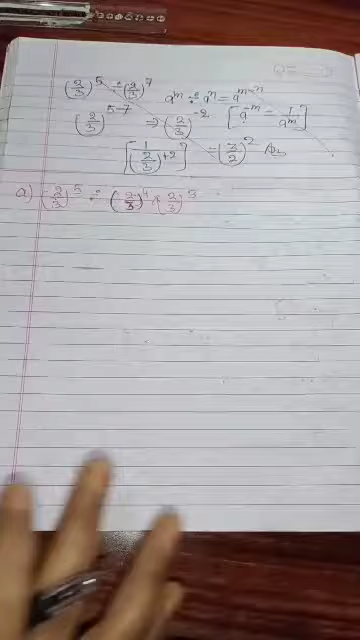 (2/3)^5 ÷ (2/3)^7 a^m ÷ a^n = a^m-n
(2/3)^5-7 ⇒ (2/3)^-2 [a^-m = 1/a^m]
[1/(2/3)^+2] = (3/2)^2 Ans
a) (2/3)^5 ÷ (2/3)^4 × (2/3)^3